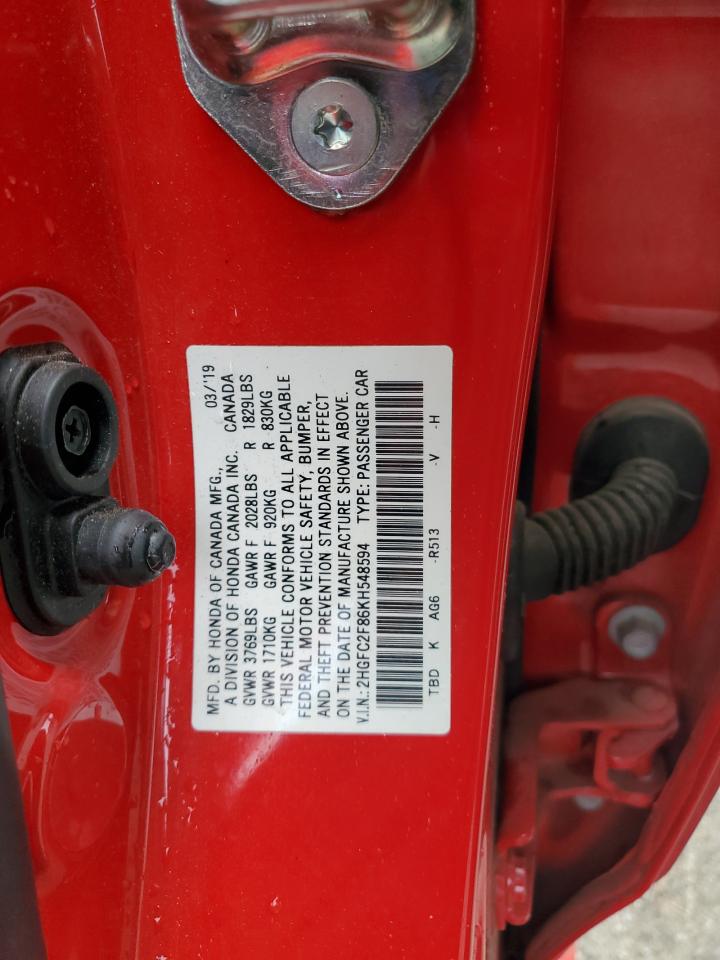 MFD. BY HONDA OF CANADA MFG., 03/'19
A DIVISION OF HONDA CANADA INC. CANADA
GVWR 3769LBS GAWR F 2028LBS R 1829LBS
GVWR 1710KG GAWR F 920KG R 830KG
THIS VEHICLE CONFORMS TO ALL APPLICABLE
FEDERAL MOTOR VEHICLE SAFETY, BUMPER,
AND THEFT PREVENTION STANDARDS IN EFFECT
ON THE DATE OF MANUFACTURE SHOWN ABOVE.
V.I.N.: 2HGFC2F86KH548594 TYPE: PASSENGER CAR
TBD K AG6 -R513 -V -H